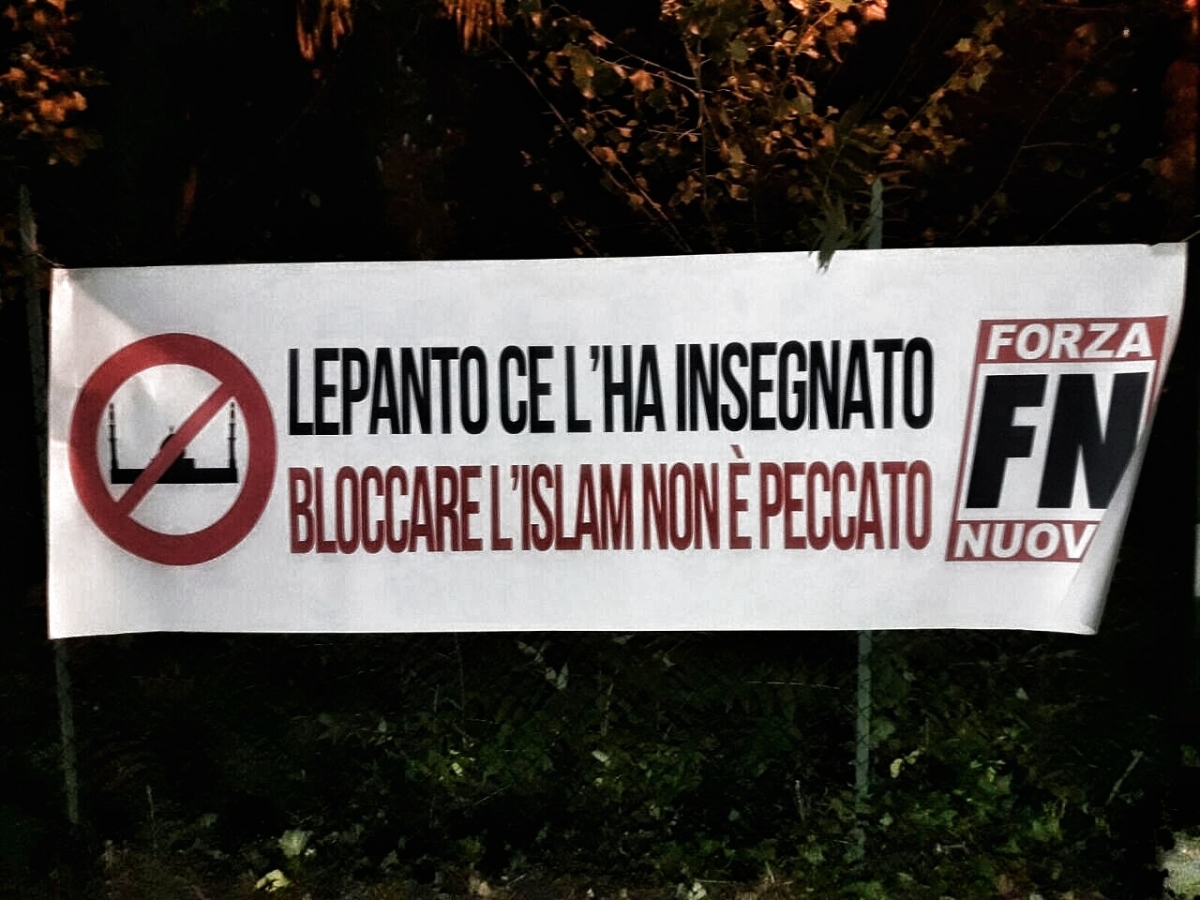 LEPANTO CE L'HA INSEGNATO
BLOCCARE L'ISLAM NON È PECCATO
FORZA
FN
NUOV